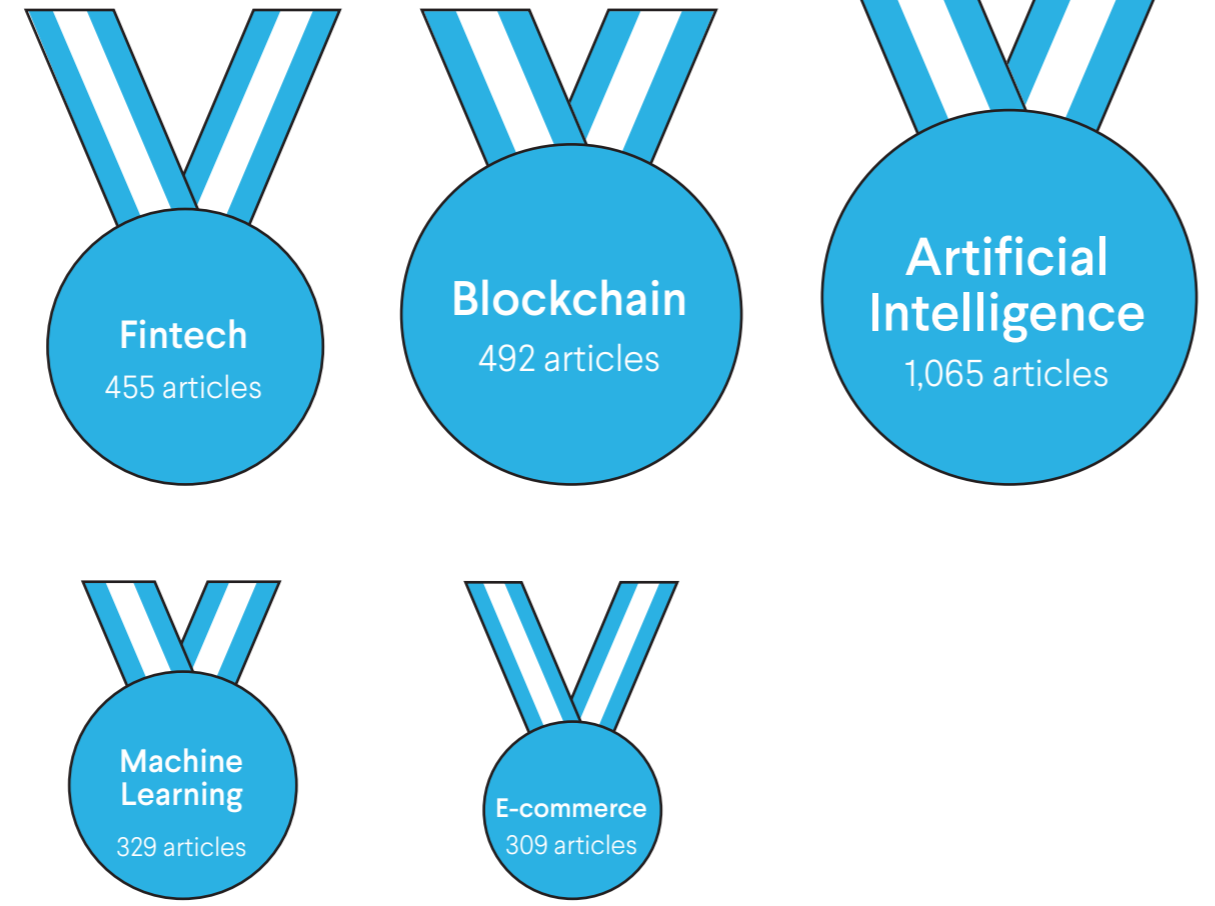 Fintech
455 articles
Blockchain
492 articles
Artificial
Intelligence
1,065 articles
Machine
Learning
329 articles
E-commerce
309 articles